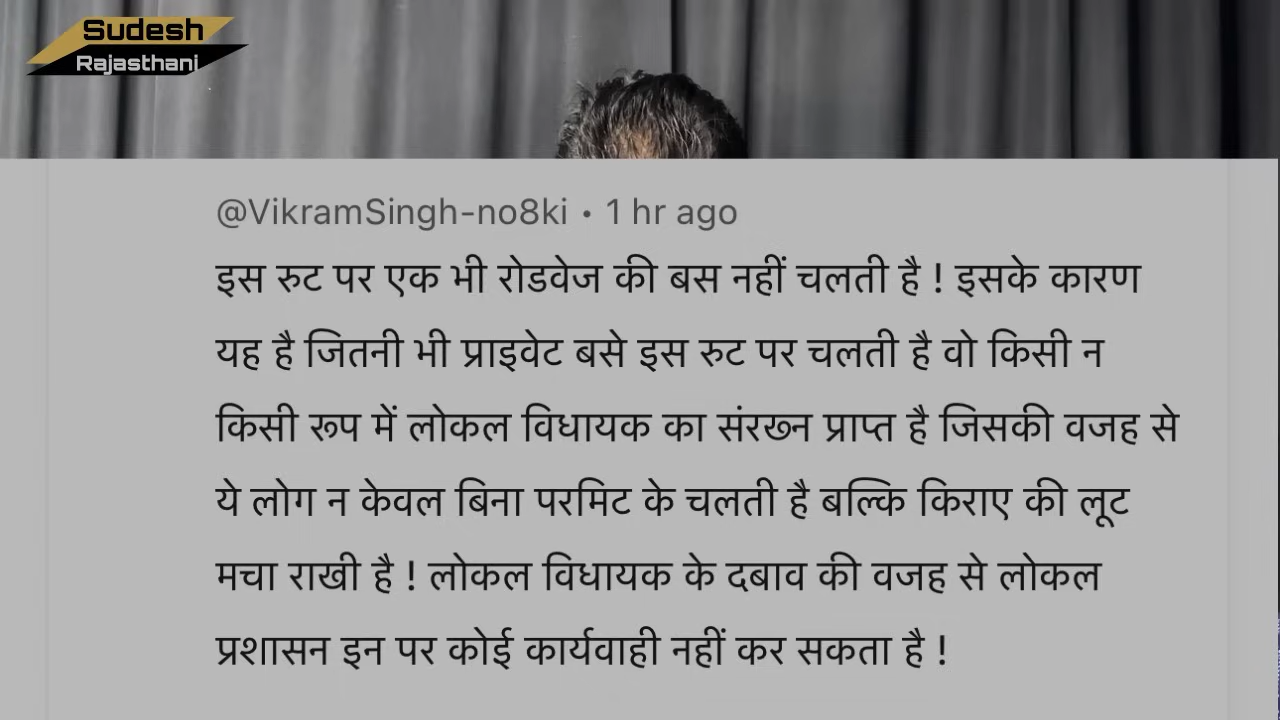 Sudesh
Rajasthani
@VikramSingh-no8ki • 1 hr ago
इस रुट पर एक भी रोडवेज की बस नहीं चलती है ! इसके कारण
यह है जितनी भी प्राइवेट बसे इस रुट पर चलती है वो किसी न
किसी रूप में लोकल विधायक का संरख्न प्राप्त है जिसकी वजह से
ये लोग न केवल बिना परमिट के चलती है बल्कि किराए की लूट
मचा राखी है ! लोकल विधायक के दबाव की वजह से लोकल
प्रशासन इन पर कोई कार्यवाही नहीं कर सकता है !